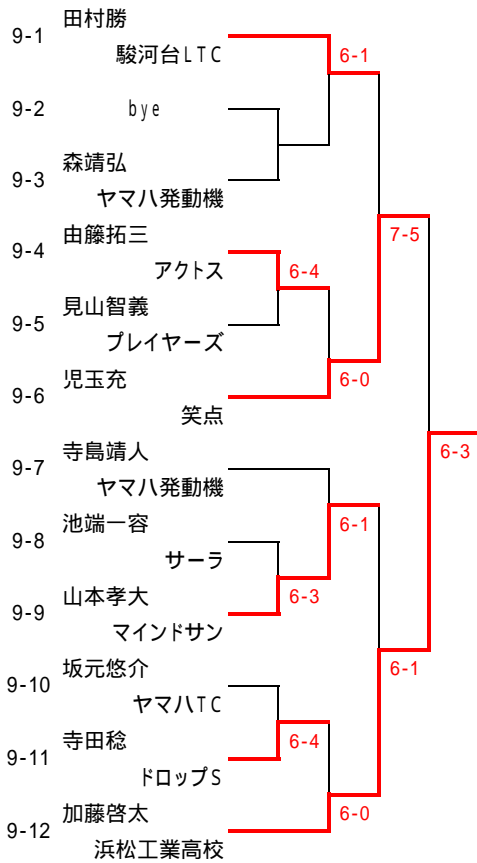 9-1 田村勝
駿河台LTC
6-1
9-2 bye
9-3 森靖弘
ヤマハ発動機
7-5
9-4 由籐拓三
アクトス
6-4
9-5 見山智義
プレイヤーズ
9-6 児玉充
6-0
笑点
9-7 寺島靖人
6-3
ヤマハ発動機
9-8 池端一容
6-1
サーラ
9-9 山本孝大
6-3
マインドサン
9-10 坂元悠介
6-1
ヤマハTC
9-11 寺田稔
6-4
ドロップS
9-12 加藤啓太
6-0
浜松工業高校